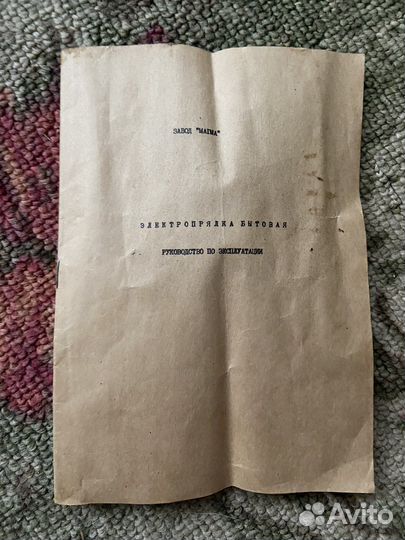 ЗАВОД "МАГМА"
ЭЛЕКТРОПРЯЛКА БЫТОВАЯ
РУКОВОДСТВО ПО ЭКСПЛУАТАЦИИ
Avito